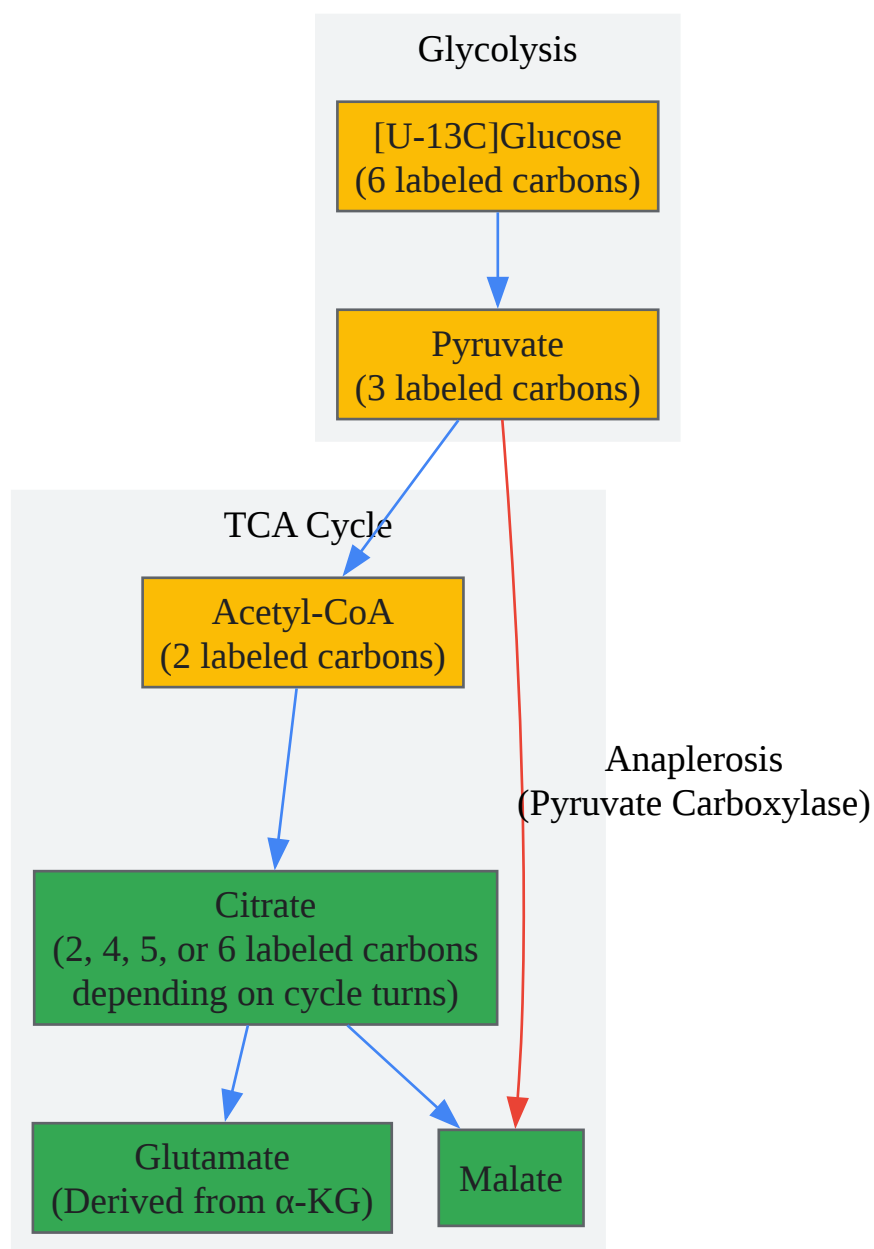 Glycolysis
[U-13C]Glucose
(6 labeled carbons)
Pyruvate
(3 labeled carbons)
TCA Cycle
Acetyl-CoA
(2 labeled carbons)
Anaplerosis
(Pyruvate Carboxylase)
Citrate
(2, 4, 5, or 6 labeled carbons
depending on cycle turns)
Glutamate
(Derived from α-KG)
Malate